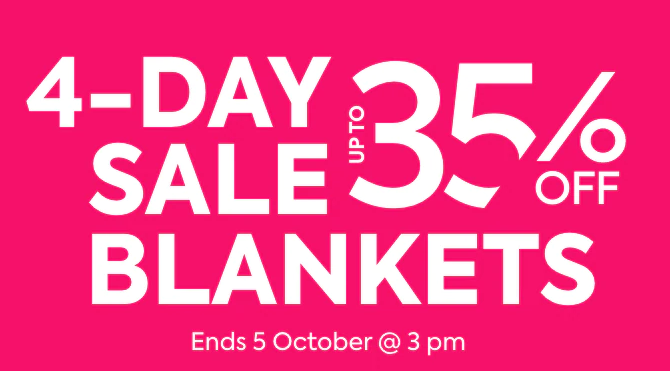 4-DAY
SALE
UP TO
35%
OFF
BLANKETS
Ends 5 October @ 3 pm